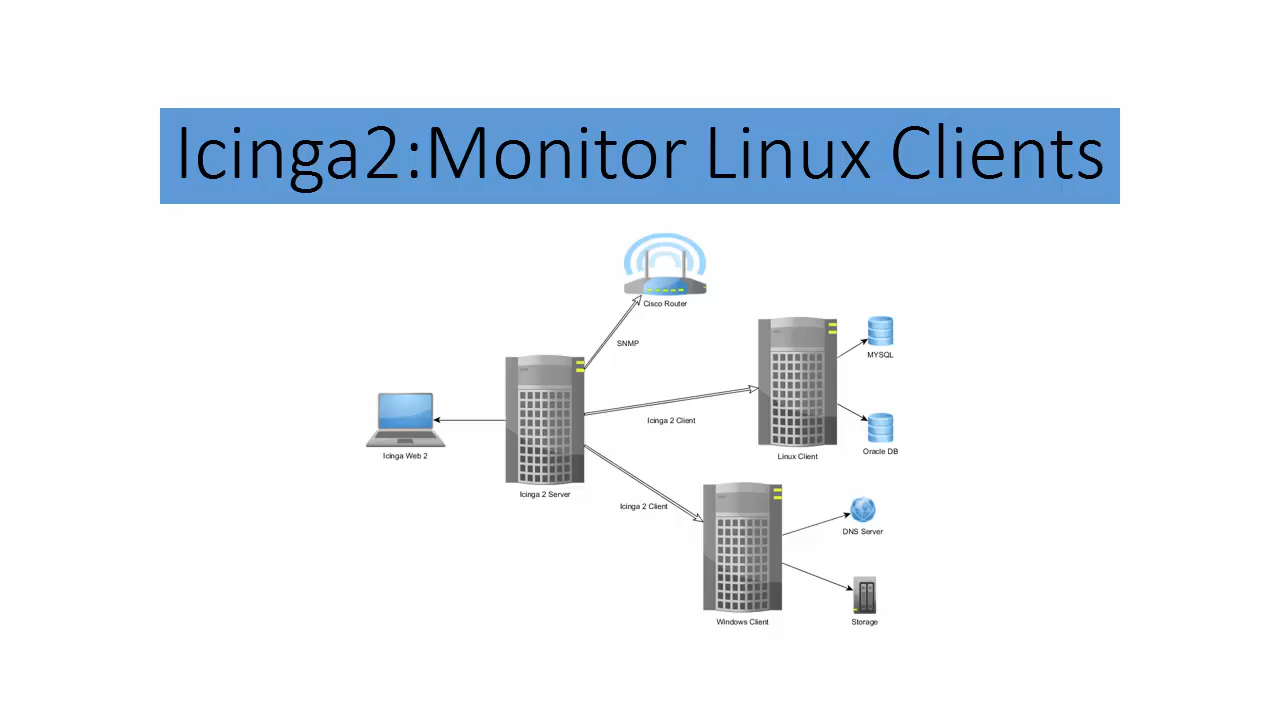 Icinga2:Monitor Linux Clients
Cisco Router
SNMP
MYSQL
Icinga 2 Client
Oracle DB
Linux Client
Icinga Web 2
Icinga 2 Server
Icinga 2 Client
DNS Server
Windows Client
Storage